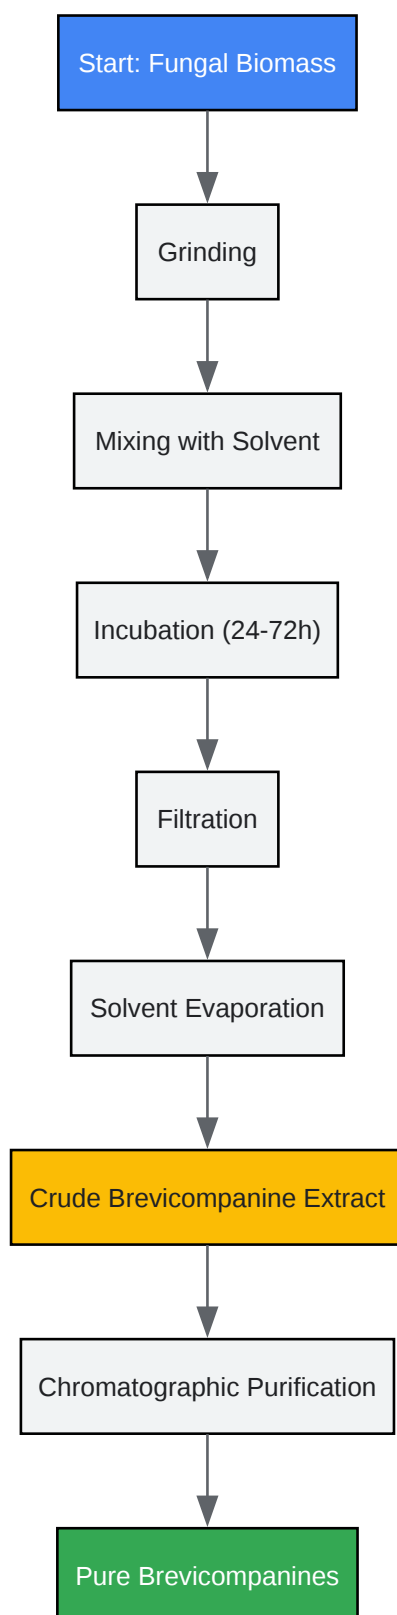 Start: Fungal Biomass
Grinding
Mixing with Solvent
Incubation (24-72h)
Filtration
Solvent Evaporation
Crude Brevicompanine Extract
Chromatographic Purification
Pure Brevicompanines